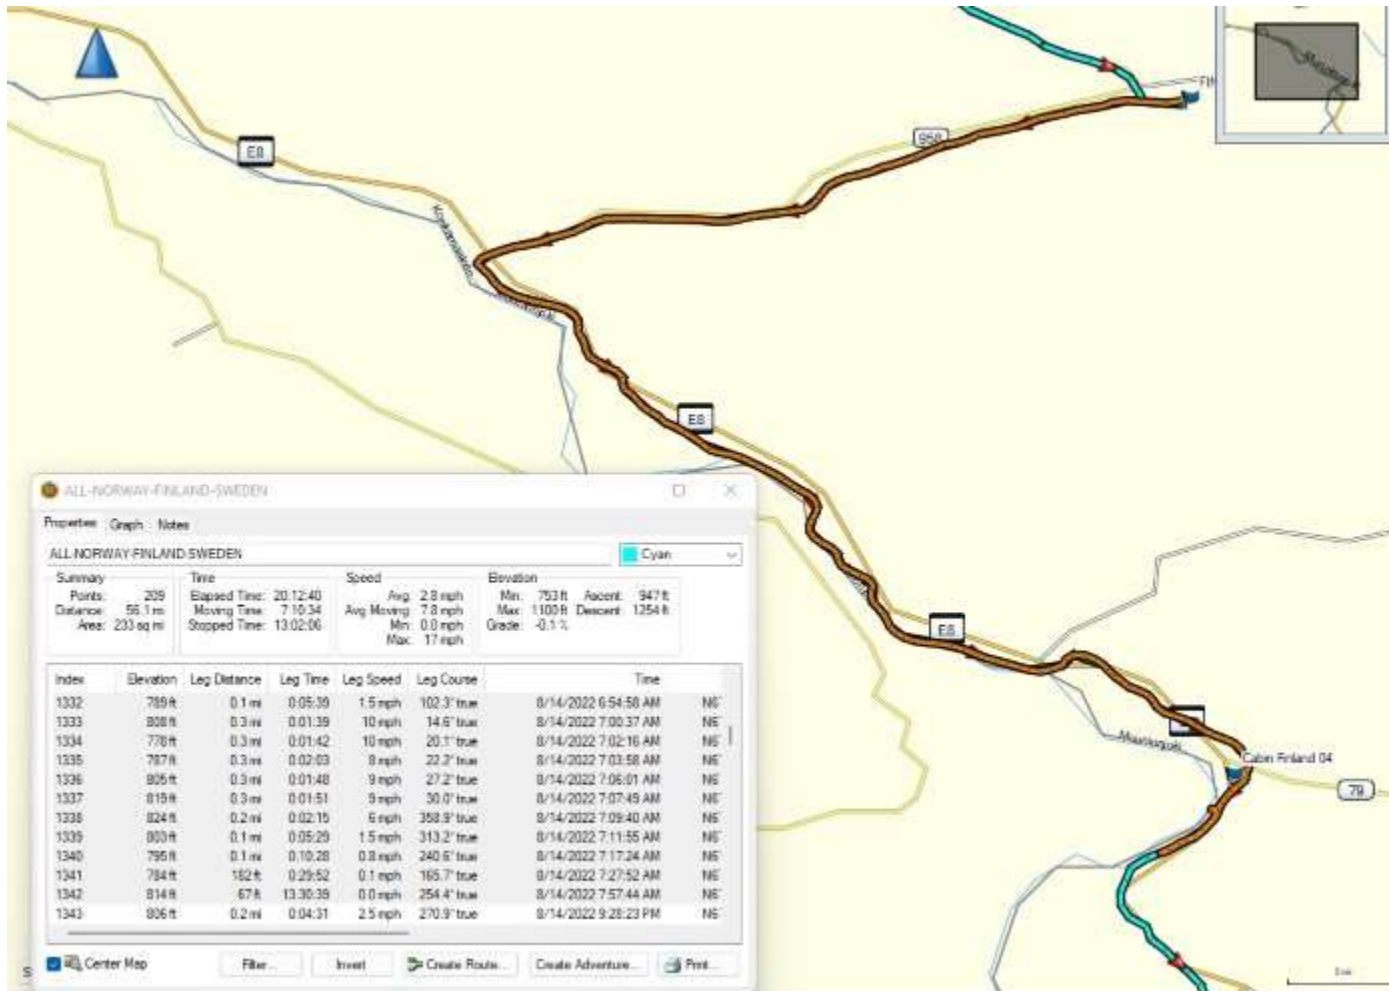 E8
958
E8
E8
Cabin Finland 04
79
ALL-NORWAY-FINLAND-SWEDEN
Properties Graph Notes
ALL-NORWAY-FINLAND-SWEDEN Cyan
Summary Time Speed Elevation
Points: 209 Elapsed Time: 20:12:40 Avg: 2.8 mph Min: 753 ft Ascent: 947 ft
Distance: 56.1 mi Moving Time: 7:10:34 Avg Moving: 7.8 mph Max: 1100 ft Descent: 1254 ft
Area: 233 sq mi Stopped Time: 13:02:06 Min: 0.0 mph Grade: -0.1 %
Max: 17 mph
Index Elevation Leg Distance Leg Time Leg Speed Leg Course Time
1332 789 ft 0.1 mi 0:05:39 1.5 mph 102.3° true 8/14/2022 6:54:58 AM N6
1333 808 ft 0.3 mi 0:01:39 10 mph 14.6° true 8/14/2022 7:00:37 AM N6
1334 778 ft 0.3 mi 0:01:42 10 mph 20.1° true 8/14/2022 7:02:16 AM N6
1335 787 ft 0.3 mi 0:02:03 8 mph 22.2° true 8/14/2022 7:03:58 AM N6
1336 805 ft 0.3 mi 0:01:48 9 mph 27.2° true 8/14/2022 7:06:01 AM N6
1337 819 ft 0.3 mi 0:01:51 9 mph 30.0° true 8/14/2022 7:07:49 AM N6
1338 824 ft 0.2 mi 0:02:15 6 mph 358.9° true 8/14/2022 7:09:40 AM N6
1339 803 ft 0.1 mi 0:05:29 1.5 mph 313.2° true 8/14/2022 7:11:55 AM N6
1340 795 ft 0.1 mi 0:10:28 0.8 mph 240.6° true 8/14/2022 7:17:24 AM N6
1341 784 ft 182 ft 0:29:52 0.1 mph 165.7° true 8/14/2022 7:27:52 AM N6
1342 814 ft 67 ft 13:30:39 0.0 mph 254.4° true 8/14/2022 7:57:44 AM N6
1343 806 ft 0.2 mi 0:04:31 2.5 mph 270.9° true 8/14/2022 9:28:23 PM N6
Center Map Filter... Invert Create Route... Create Adventure... Print...